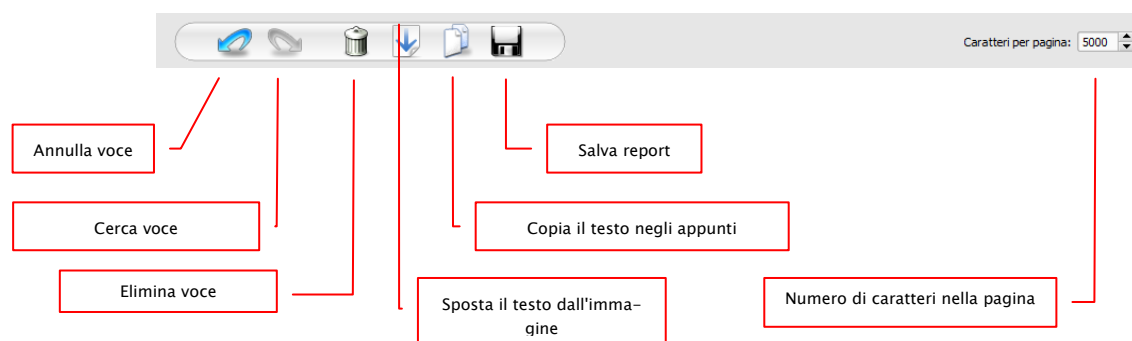 Caratteri per pagina: 5000
Annulla voce
Salva report
Cerca voce
Copia il testo negli appunti
Elimina voce
Sposta il testo dall'imma-
gine
Numero di caratteri nella pagina